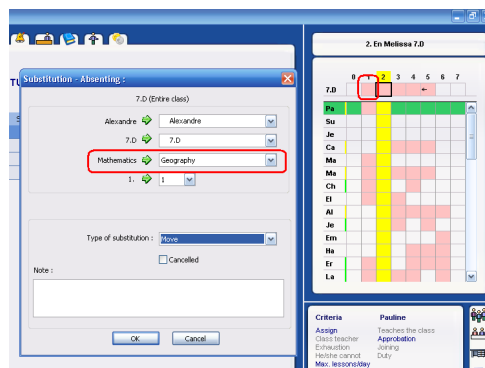 2. En Melissa 7.D
TU
Substitution - Absenting :
7.D (Entire class)
Alexandre Alexandre
7.D 7.D
Mathematics Geography
1. 1
Type of substitution : Move
Cancelled
Note :
OK Cancel
0 1 2 3 4 5 6 7
7.D
Pa
Su
Je
Ca
Ma
Ma
Ch
El
Al
Je
Em
Ha
Er
La
Criteria Pauline
Assign Teaches the class
Class teacher Approbation
Exhaustion Joining
He/she cannot Duty
Max. lessons/day